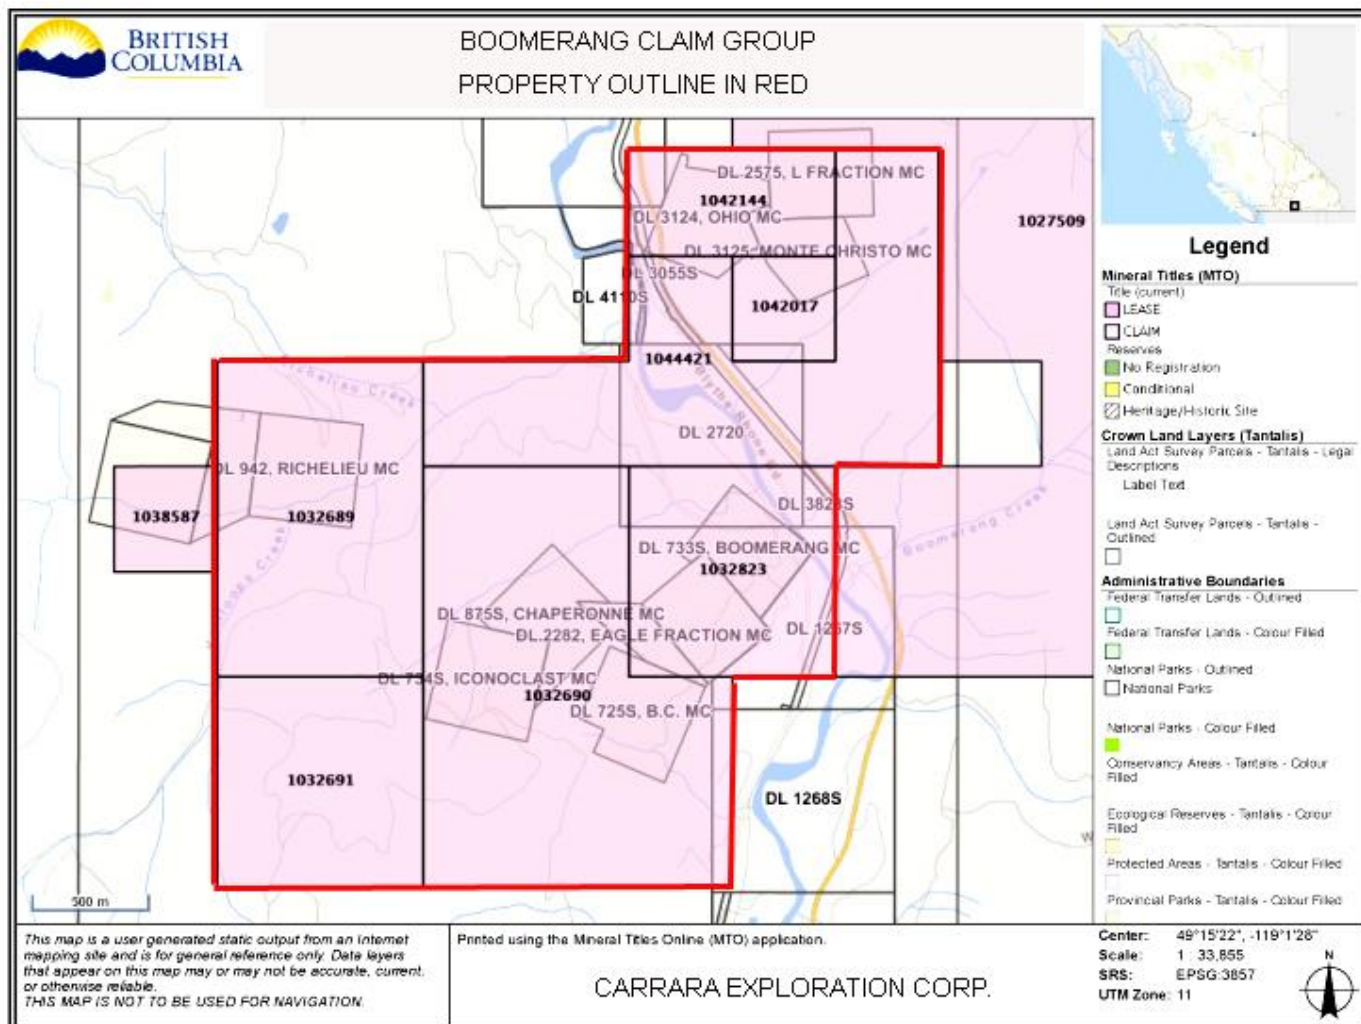 BRITISH
COLUMBIA
BOOMERANG CLAIM GROUP
PROPERTY OUTLINE IN RED
DL 2575, L FRACTION MC
1042144
DL 3124, OHIO MC
1027509
DL 3125, MONTE CHRISTO MC
DL 3055S
DL 4110S
1042017
1044421
Creek
DL 2720
DL 942, RICHELIEU MC
1038587
1032689
DL 3823S
Boomerang Creek
DL 733S, BOOMERANG MC
1032823
Creek
DL 875S, CHAPERONNE MC
DL 1267S
DL 2282, EAGLE FRACTION MC
DL 734S, ICONOCLAST MC
1032690
DL 725S, B.C. MC
1032691
DL 1268S
W
500 m
Legend
Mineral Titles (MTO)
Title (current)
LEASE
CLAIM
Reserves
No Registration
Conditional
Heritage/Historic Site
Crown Land Layers (Tantalis)
Land Act Survey Parcels - Tantalis - Legal
Descriptions
Label Text
Land Act Survey Parcels - Tantalis -
Outlined
Administrative Boundaries
Federal Transfer Lands - Outlined
Federal Transfer Lands - Colour Filled
National Parks - Outlined
National Parks
National Parks - Colour Filled
Conservancy Areas - Tantalis - Colour
Filled
Ecological Reserves - Tantalis - Colour
Filled
Protected Areas - Tantalis - Colour Filled
Provincial Parks - Tantalis - Colour Filled
This map is a user generated static output from an Internet
mapping site and is for general reference only. Data layers
that appear on this map may or may not be accurate, current,
or otherwise reliable.
THIS MAP IS NOT TO BE USED FOR NAVIGATION.
Printed using the Mineral Titles Online (MTO) application.
CARRARA EXPLORATION CORP.
Center: 49°15'22", -119°1'28"
Scale: 1: 33,855
SRS: EPSG:3857
UTM Zone: 11
N